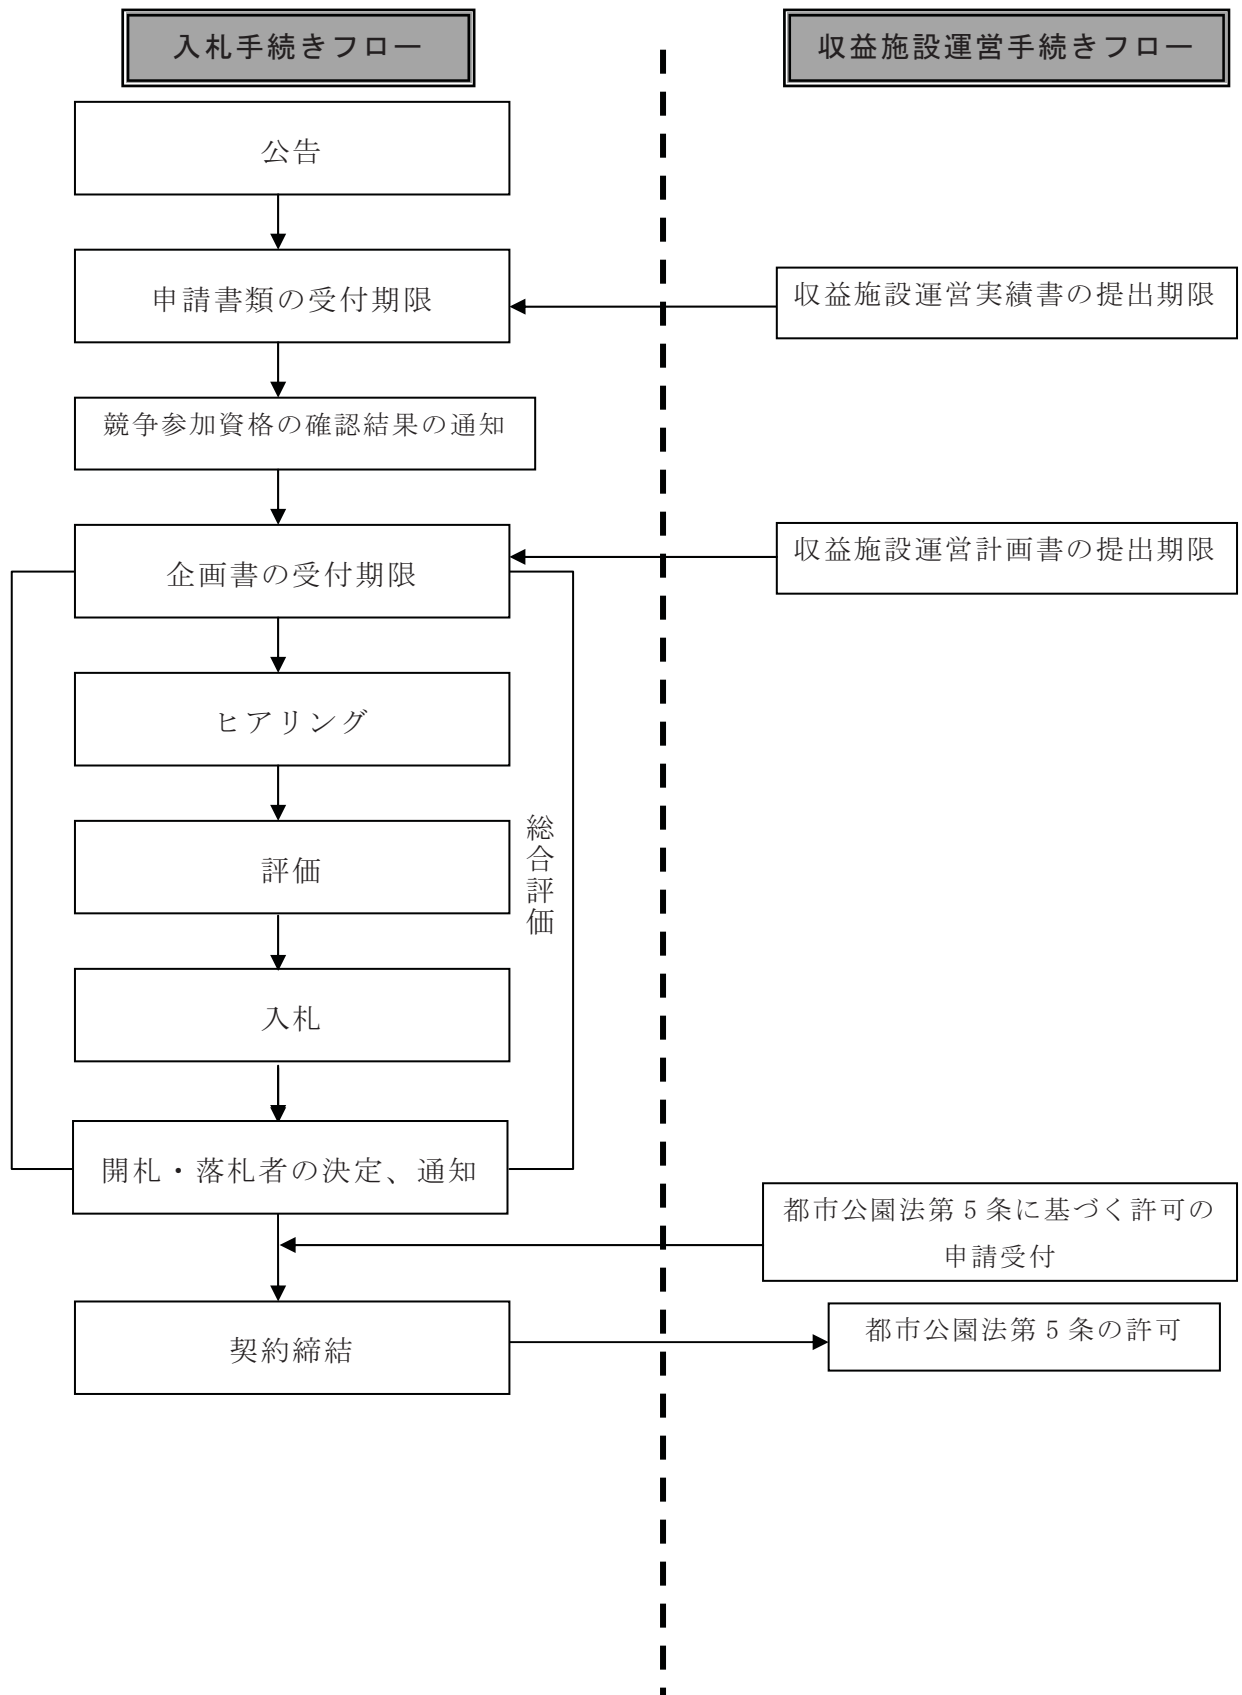 入札手続きフロー
収益施設運営手続きフロー
公告
申請書類の受付期限
収益施設運営実績書の提出期限
競争参加資格の確認結果の通知
企画書の受付期限
収益施設運営計画書の提出期限
ヒアリング
評価
総合評価
入札
開札・落札者の決定、通知
都市公園法第5条に基づく許可の
申請受付
契約締結
都市公園法第5条の許可